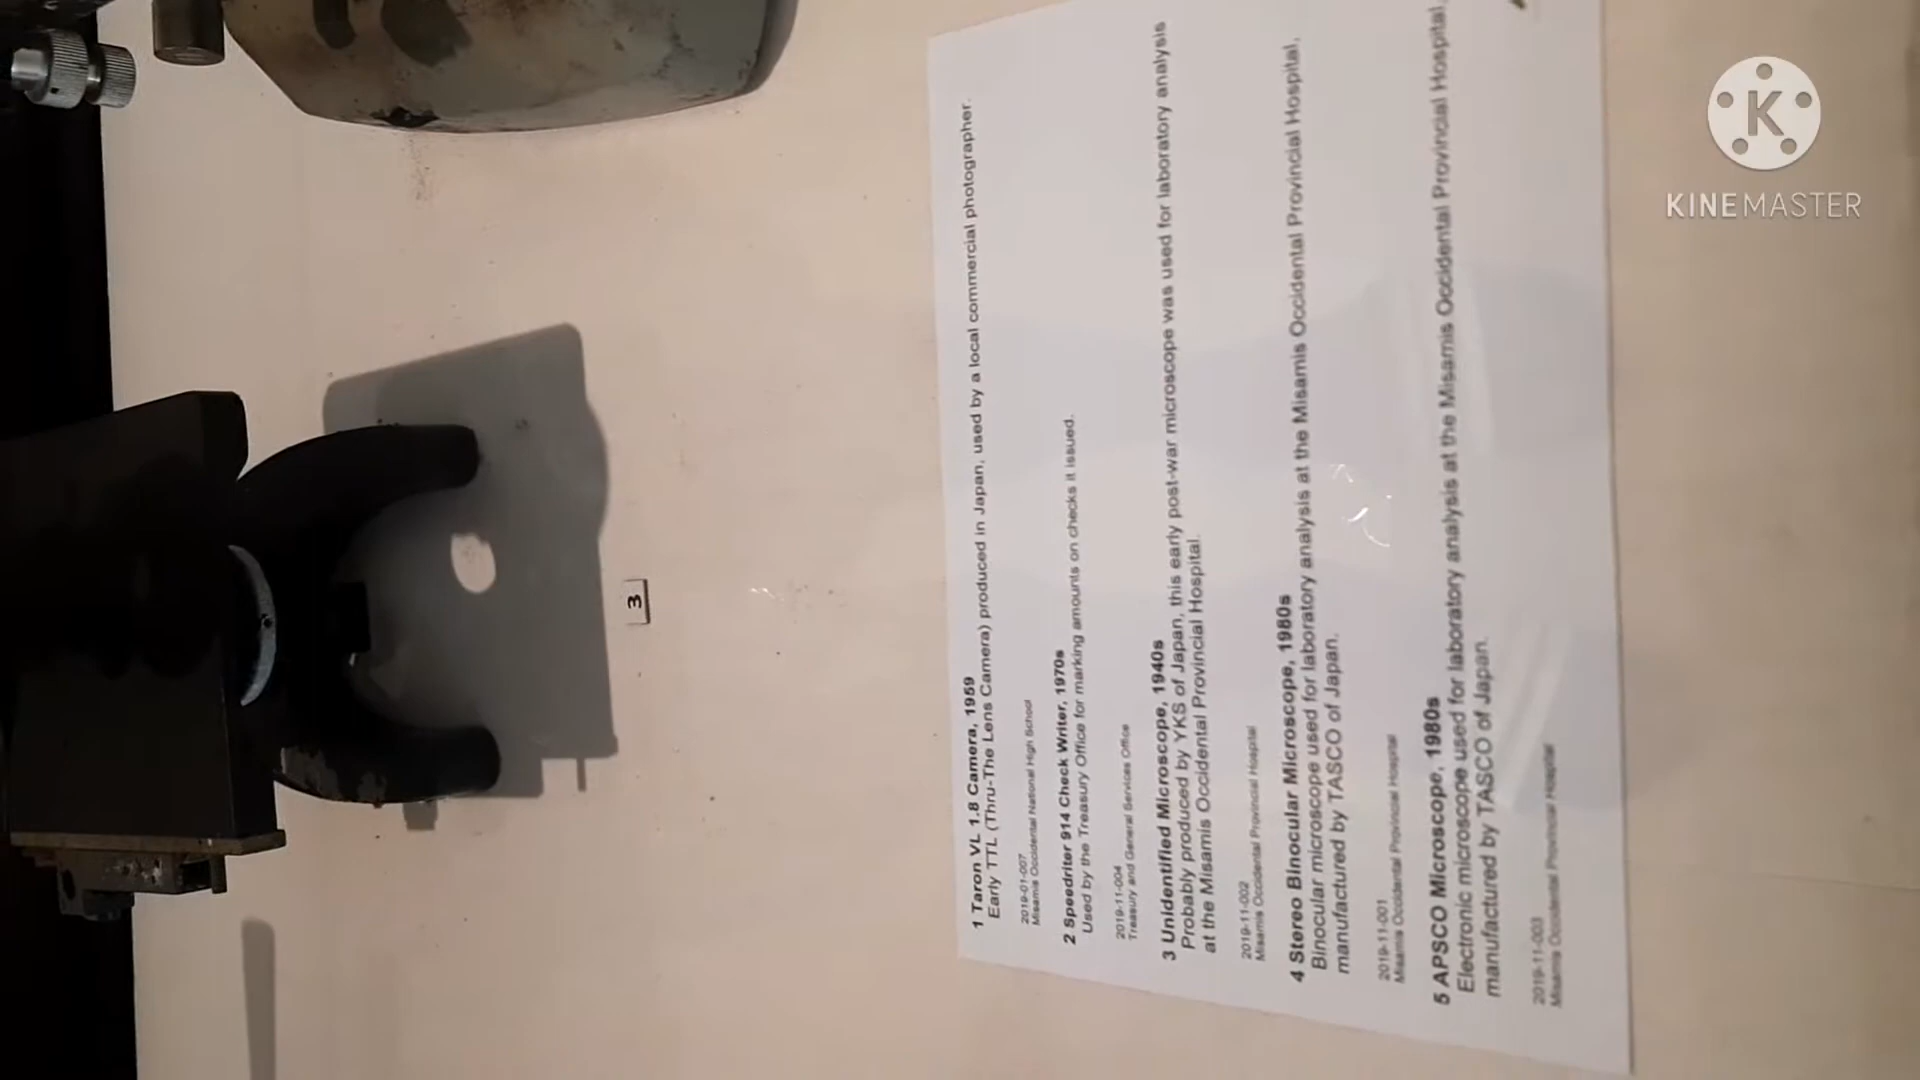 1 Taron VL 1.8 Camera, 1959
Early TTL (Thru-The Lens Camera) produced in Japan, used by a local commercial photographer.
2019-01-007
Misamis Occidental National High School
2 Speedriter 914 Check Writer, 1970s
Used by the Treasury Office for marking amounts on checks it issued.
2019-11-004
Treasury and General Services Office
3 Unidentified Microscope, 1940s
Probably produced by YKS of Japan, this early post-war microscope was used for laboratory analysis
at the Misamis Occidental Provincial Hospital.
2019-11-002
Misamis Occidental Provincial Hospital
4 Stereo Binocular Microscope, 1980s
Binocular microscope used for laboratory analysis at the Misamis Occidental Provincial Hospital,
manufactured by TASCO of Japan.
2019-11-001
Misamis Occidental Provincial Hospital
5 APSCO Microscope, 1980s
Electronic microscope used for laboratory analysis at the Misamis Occidental Provincial Hospital,
manufactured by TASCO of Japan.
2019-11-003
Misamis Occidental Provincial Hospital
3
K
KINEMASTER